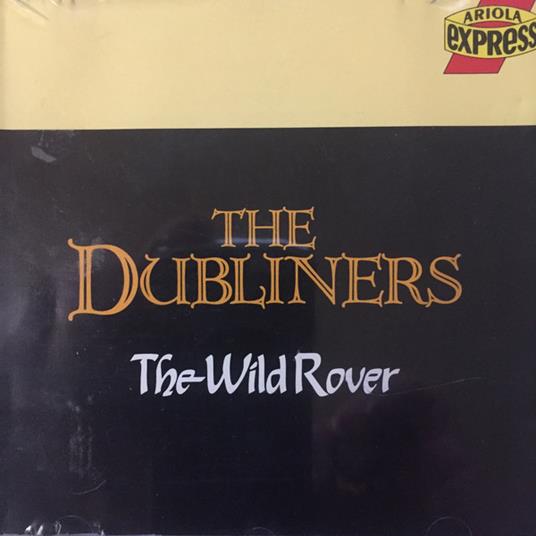 ARIOLA
EXPRESS
THE
DUBLINERS
The Wild Rover